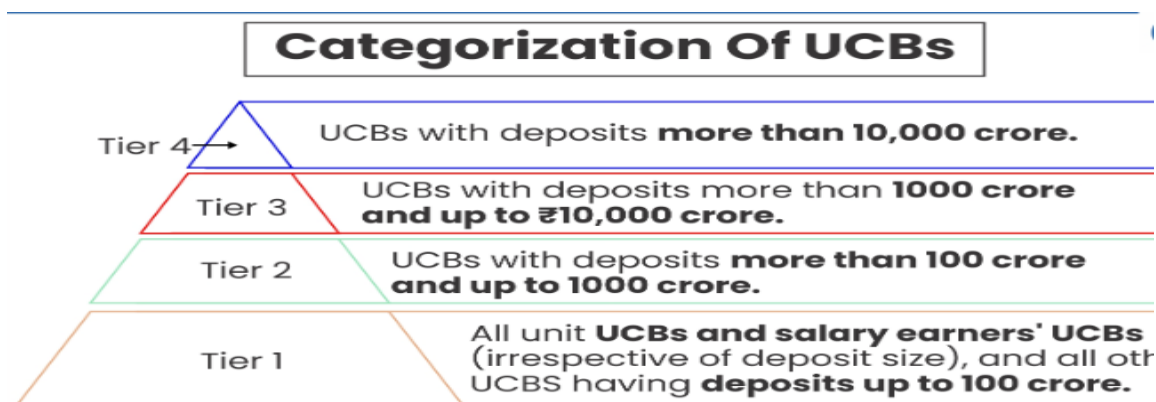 Categorization Of UCBs
Tier 4
UCBs with deposits more than 10,000 crore.
Tier 3
UCBs with deposits more than 1000 crore
and up to ₹10,000 crore.
Tier 2
UCBs with deposits more than 100 crore
and up to 1000 crore.
Tier 1
All unit UCBs and salary earners' UCBs
(irrespective of deposit size), and all oth
UCBS having deposits up to 100 crore.